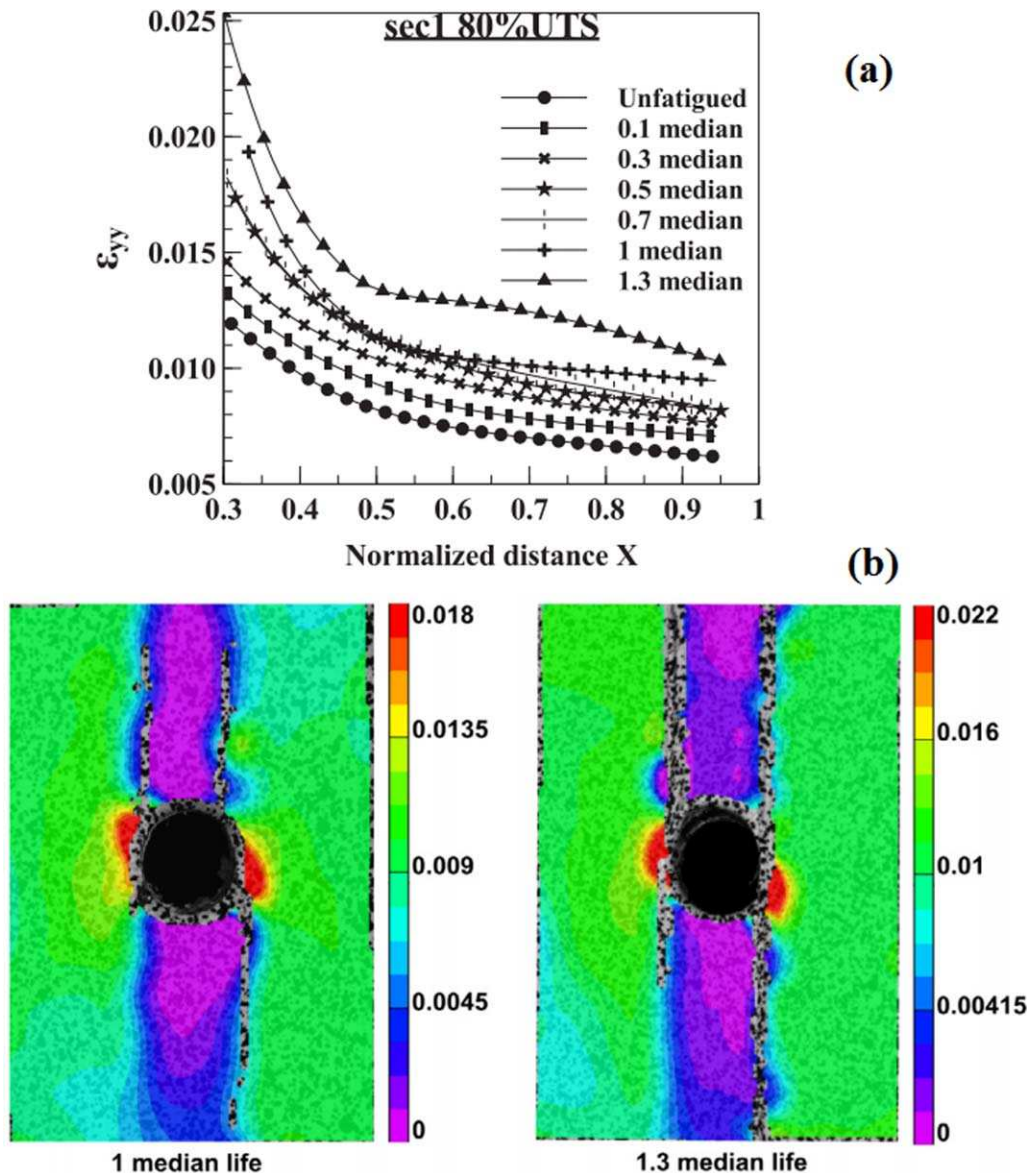 sec1 80%UTS
(a)
0.025
0.020
0.015
0.010
0.005
εyy
Unfatigued
0.1 median
0.3 median
0.5 median
0.7 median
1 median
1.3 median
0.3 0.4 0.5 0.6 0.7 0.8 0.9 1
Normalized distance X
(b)
0.018
0.0135
0.009
0.0045
0
1 median life
0.022
0.016
0.01
0.00415
0
1.3 median life